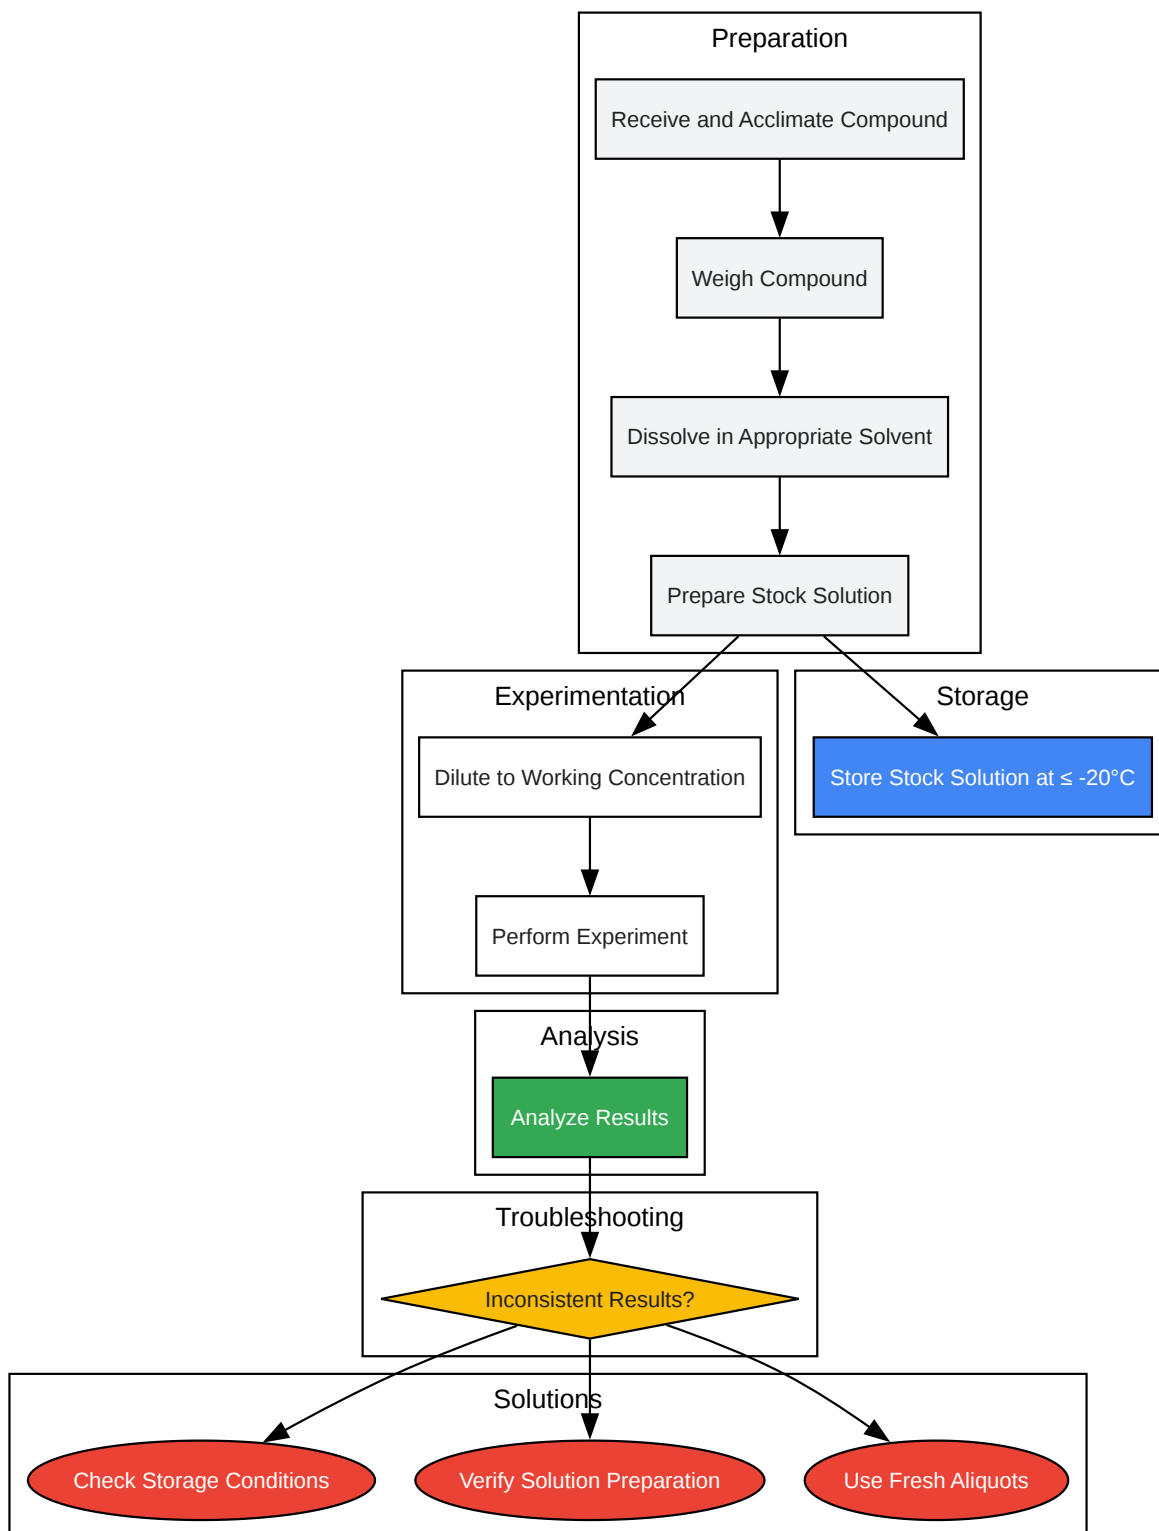 Preparation
Receive and Acclimate Compound
Weigh Compound
Dissolve in Appropriate Solvent
Prepare Stock Solution
Experimentation
Storage
Dilute to Working Concentration
Store Stock Solution at ≤ -20°C
Perform Experiment
Analysis
Analyze Results
Troubleshooting
Inconsistent Results?
Solutions
Check Storage Conditions
Verify Solution Preparation
Use Fresh Aliquots